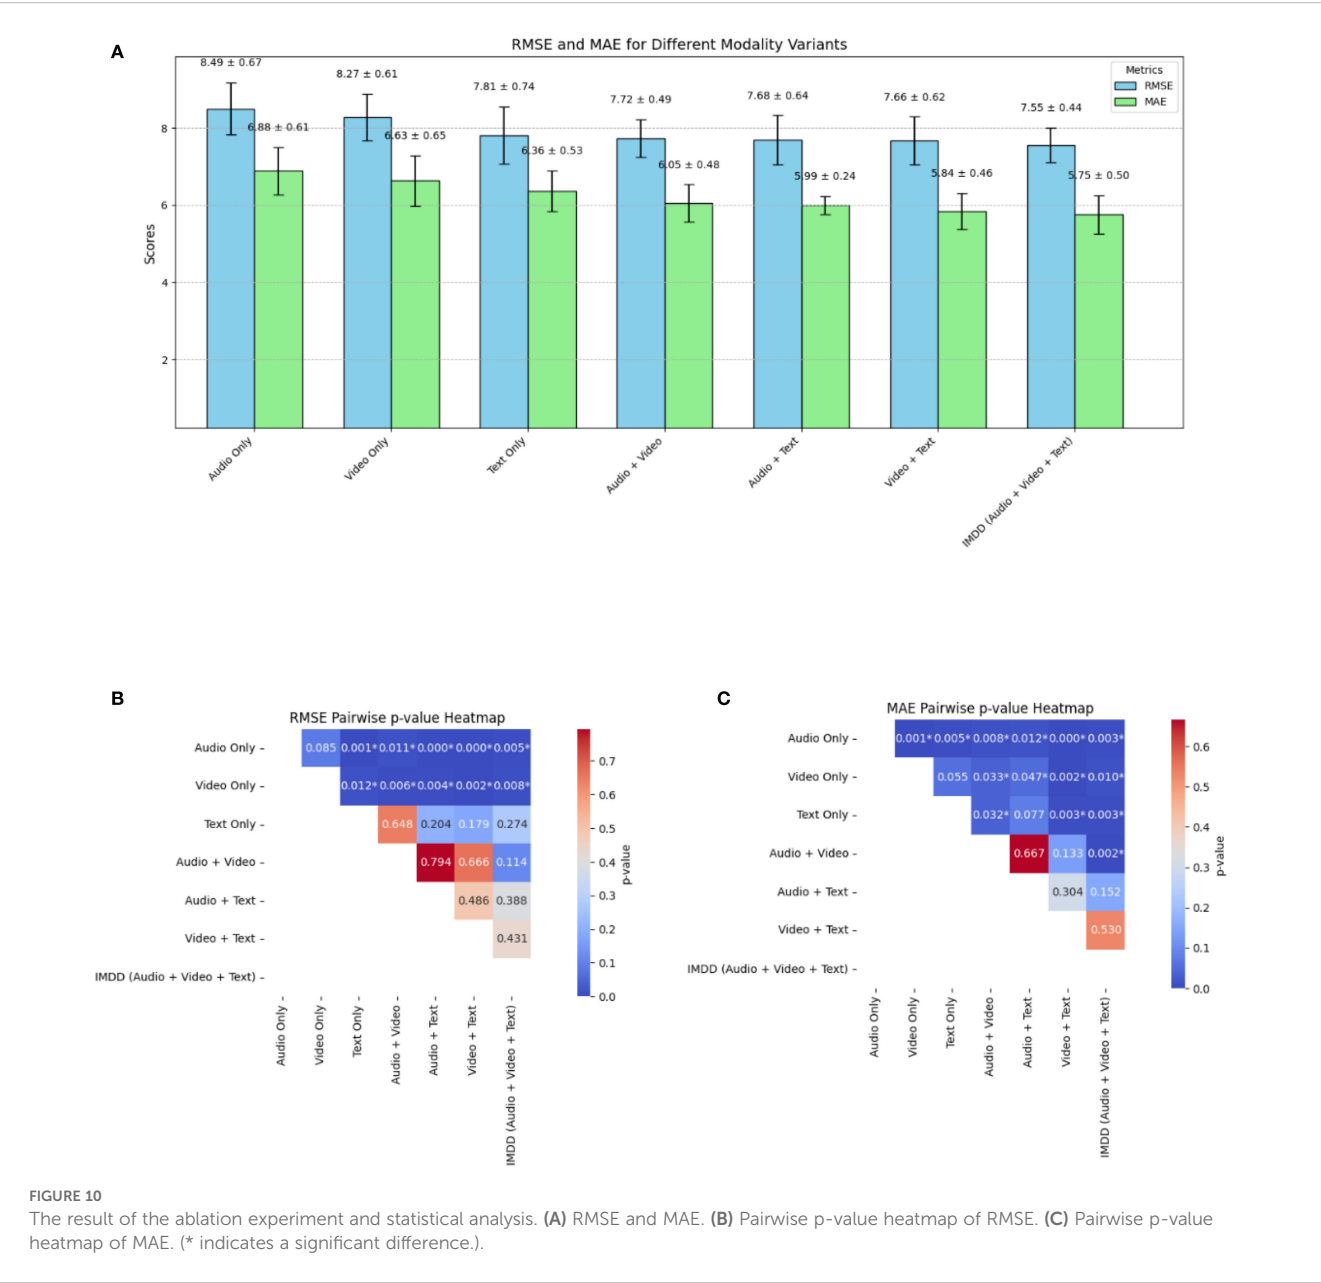 A
RMSE and MAE for Different Modality Variants
Metrics
RMSE
MAE
8.49 ± 0.67
6.88 ± 0.61
8.27 ± 0.61
6.63 ± 0.65
7.81 ± 0.74
6.36 ± 0.53
7.72 ± 0.49
6.05 ± 0.48
7.68 ± 0.64
5.99 ± 0.24
7.66 ± 0.62
5.84 ± 0.46
7.55 ± 0.44
5.75 ± 0.50
Scores
8
6
4
2
Audio Only
Video Only
Text Only
Audio + Video
Audio + Text
Video + Text
IMDD (Audio + Video + Text)
B
RMSE Pairwise p-value Heatmap
Audio Only 0.085 0.001* 0.011* 0.000* 0.000* 0.005*
Video Only 0.012* 0.006* 0.004* 0.002* 0.008*
Text Only 0.648 0.204 0.179 0.274
Audio + Video 0.794 0.666 0.114
Audio + Text 0.486 0.388
Video + Text 0.431
IMDD (Audio + Video + Text)
Audio Only
Video Only
Text Only
Audio + Video
Audio + Text
Video + Text
IMDD (Audio + Video + Text)
0.7
0.6
0.5
0.4
0.3
0.2
0.1
0.0
p-value
C
MAE Pairwise p-value Heatmap
Audio Only 0.001* 0.005* 0.008* 0.012* 0.000* 0.003*
Video Only 0.055 0.033* 0.047* 0.002* 0.010*
Text Only 0.032* 0.077 0.003* 0.003*
Audio + Video 0.667 0.133 0.002*
Audio + Text 0.304 0.152
Video + Text 0.530
IMDD (Audio + Video + Text)
Audio Only
Video Only
Text Only
Audio + Video
Audio + Text
Video + Text
IMDD (Audio + Video + Text)
0.6
0.5
0.4
0.3
0.2
0.1
0.0
p-value
FIGURE 10
The result of the ablation experiment and statistical analysis. (A) RMSE and MAE. (B) Pairwise p-value heatmap of RMSE. (C) Pairwise p-value
heatmap of MAE. (* indicates a significant difference.).